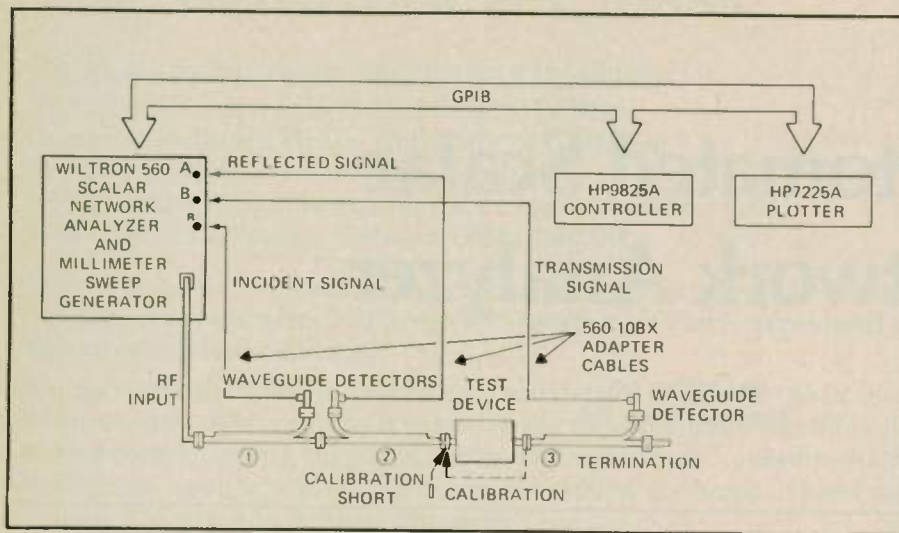 GPIB
WILTRON 560
SCALAR
NETWORK
ANALYZER
AND
MILLIMETER
SWEEP
GENERATOR
A
B
R
REFLECTED SIGNAL
INCIDENT SIGNAL
HP9825A
CONTROLLER
HP7225A
PLOTTER
TRANSMISSION
SIGNAL
560 10BX
ADAPTER
CABLES
RF
INPUT
WAVEGUIDE DETECTORS
TEST
DEVICE
WAVEGUIDE
DETECTOR
1
2
3
TERMINATION
CALIBRATION
SHORT
CALIBRATION